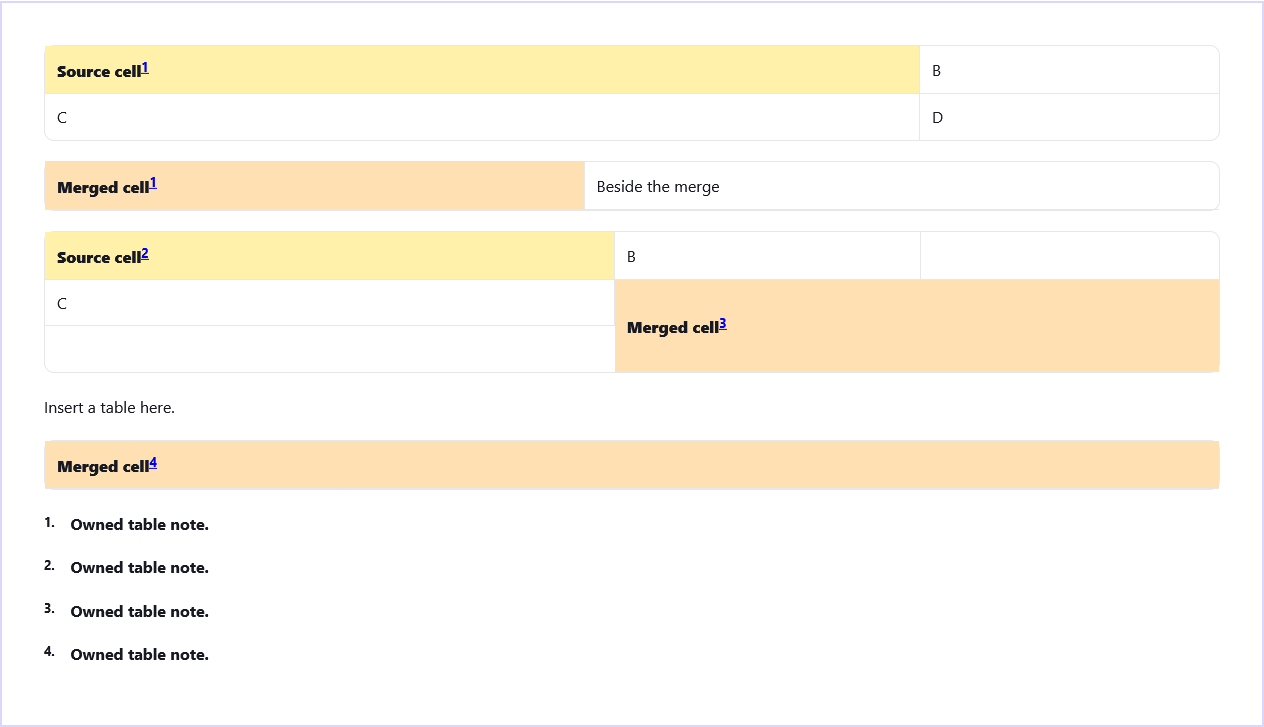 Source cell1 B
C D
Merged cell1 Beside the merge
Source cell2 B
C
Merged cell3
Insert a table here.
Merged cell4
1. Owned table note.
2. Owned table note.
3. Owned table note.
4. Owned table note.